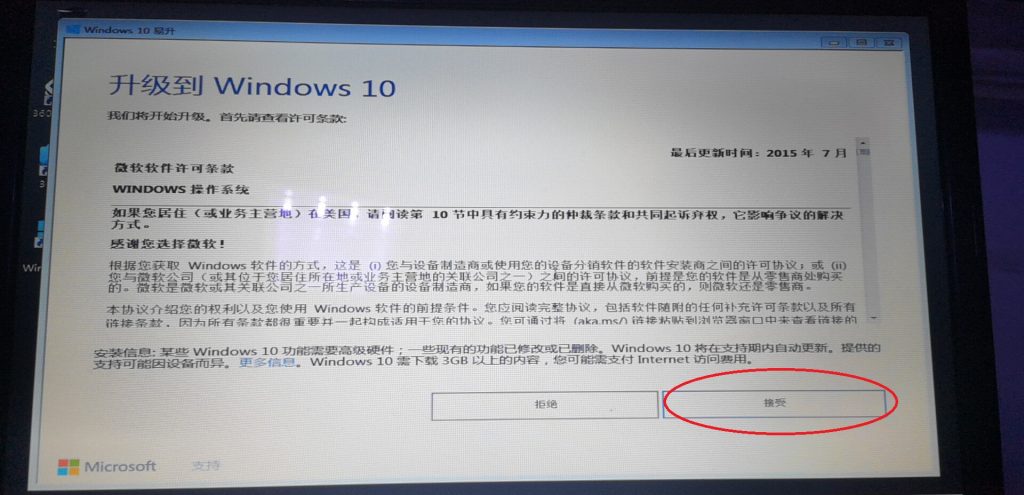 Windows 10 易升
升级到 Windows 10
我们将开始升级。首先请查看许可条款:
最后更新时间：2015 年 7 月
微软软件许可条款
WINDOWS 操作系统
如果您居住（或业务主营地）在美国，请阅读第 10 节中具有约束力的仲裁条款和共同起诉弃权，它影响争议的解决
方式。
感谢您选择微软！
根据您获取 Windows 软件的方式，这是 (i) 您与设备制造商或使用您的设备分销软件的软件安装商之间的许可协议；或 (ii)
您与微软公司（或其位于您居住所在地或业务主营地的关联公司之一）之间的许可协议，前提是您的软件是从零售商处购买
的。微软是微软或其关联公司之一所生产设备的设备制造商，如果您的软件是直接从微软购买的，则微软还是零售商。
本协议介绍您的权利以及您使用 Windows 软件的前提条件。您应阅读完整协议，包括软件随附的任何补充许可条款以及所有
链接条款，因为所有条款都很重要并一起构成适用于您的协议。您可通过将 (aka.ms/) 链接粘贴到浏览器窗口中来查看链接的
安装信息: 某些 Windows 10 功能需要高级硬件；一些现有的功能已修改或已删除。Windows 10 将在支持期内自动更新。提供的
支持可能因设备而异。更多信息。Windows 10 需下载 3GB 以上的内容，您可能需支付 Internet 访问费用。
拒绝
接受
Microsoft
支持
360
Win